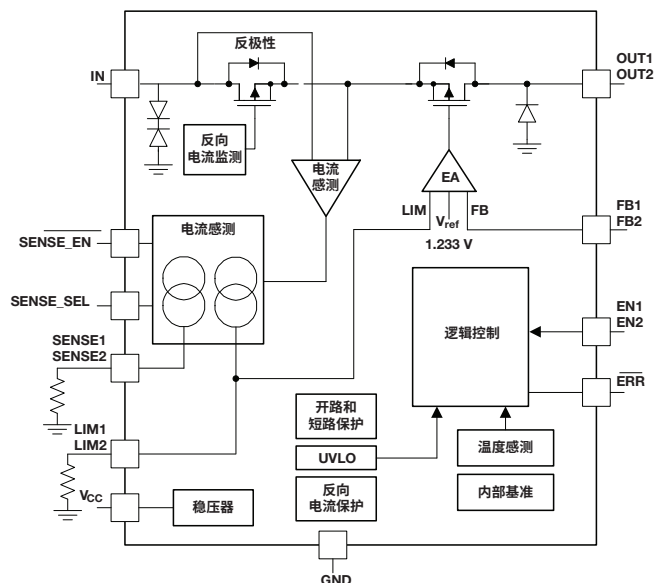 反极性
IN
OUT1
OUT2
反向
电流监测
电流
感测
EA
LIM
Vref
FB
1.233 V
FB1
FB2
电流感测
SENSE_EN
SENSE_SEL
SENSE1
SENSE2
逻辑控制
EN1
EN2
ERR
LIM1
LIM2
开路和
短路保护
UVLO
温度感测
VCC
稳压器
反向
电流保护
内部基准
GND